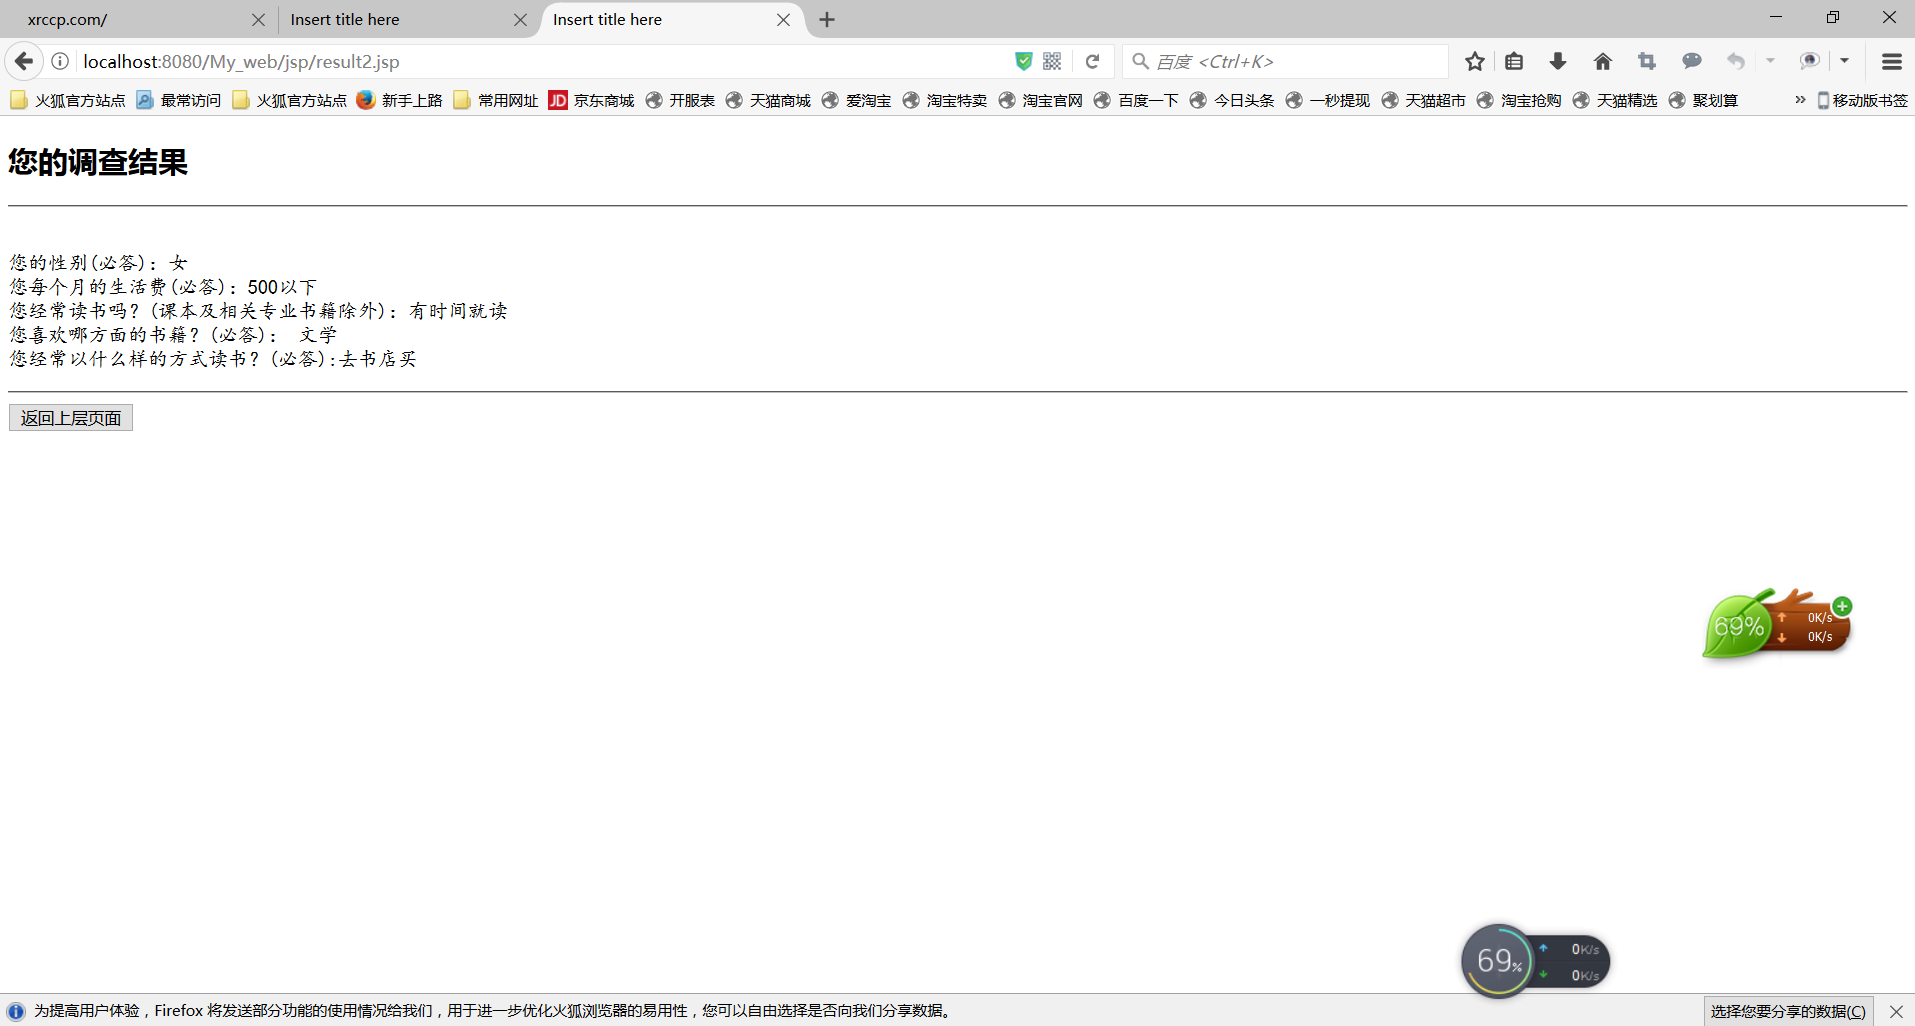 xrccp.com/
Insert title here
Insert title here
localhost:8080/My_web/jsp/result2.jsp
百度 <Ctrl+K>
火狐官方站点 最常访问 火狐官方站点 新手上路 常用网址 JD 京东商城 开服表 天猫商城 爱淘宝 淘宝特卖 淘宝官网 百度一下 今日头条 一秒提现 天猫超市 淘宝抢购 天猫精选 聚划算 » 移动版书签
您的调查结果
您的性别(必答)：女
您每个月的生活费(必答)：500以下
您经常读书吗？(课本及相关专业书籍除外)：有时间就读
您喜欢哪方面的书籍？(必答)： 文学
您经常以什么样的方式读书？(必答):去书店买
返回上层页面
69%
0K/s
0K/s
69%
0K/s
0K/s
为提高用户体验，Firefox 将发送部分功能的使用情况给我们，用于进一步优化火狐浏览器的易用性，您可以自由选择是否向我们分享数据。
选择您要分享的数据(C)